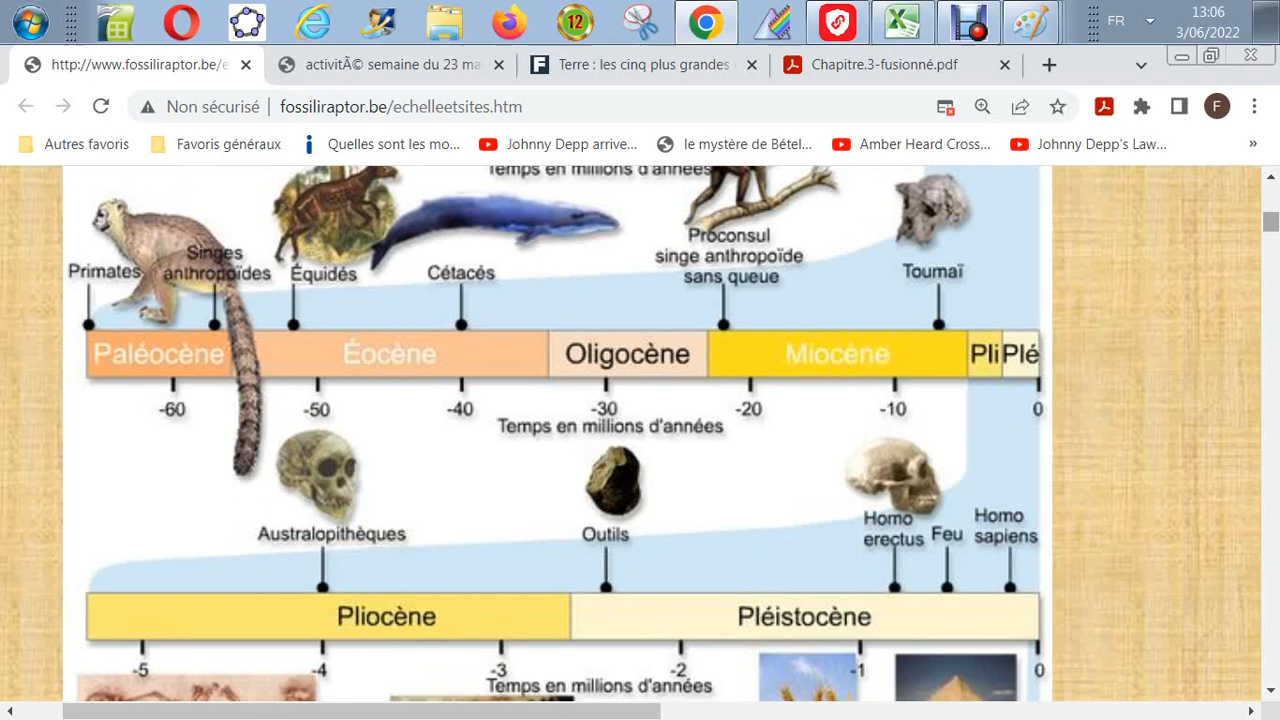 12
FR
13:06
3/06/2022
http://www.fossiliraptor.be/e
activitÃ© semaine du 23 ma
Terre : les cinq plus grandes
Chapitre.3-fusionné.pdf
Non sécurisé
fossiliraptor.be/echelleetsites.htm
F
Autres favoris
Favoris généraux
Quelles sont les mo...
Johnny Depp arrive...
le mystère de Bétel...
Amber Heard Cross...
Johnny Depp's Law...
»
Temps en millions d'années
Primates
Singes
anthropoïdes
Équidés
Cétacés
Proconsul
singe anthropoïde
sans queue
Toumaï
Paléocène
Éocène
Oligocène
Miocène
Pli
Plé
-60
-50
-40
-30
-20
-10
0
Temps en millions d'années
Australopithèques
Outils
Homo
erectus
Feu
Homo
sapiens
Pliocène
Pléistocène
-5
-4
-3
-2
-1
0
Temps en millions d'années